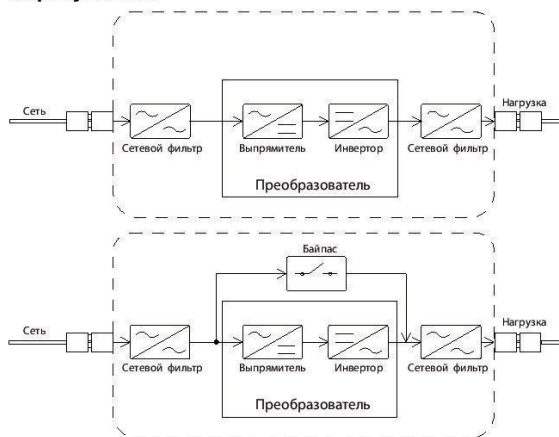 Сеть
Нагрузка
Сетевой фильтр
Выпрямитель
Инвертор
Сетевой фильтр
Преобразователь
Байпас
Сеть
Нагрузка
Сетевой фильтр
Выпрямитель
Инвертор
Сетевой фильтр
Преобразователь